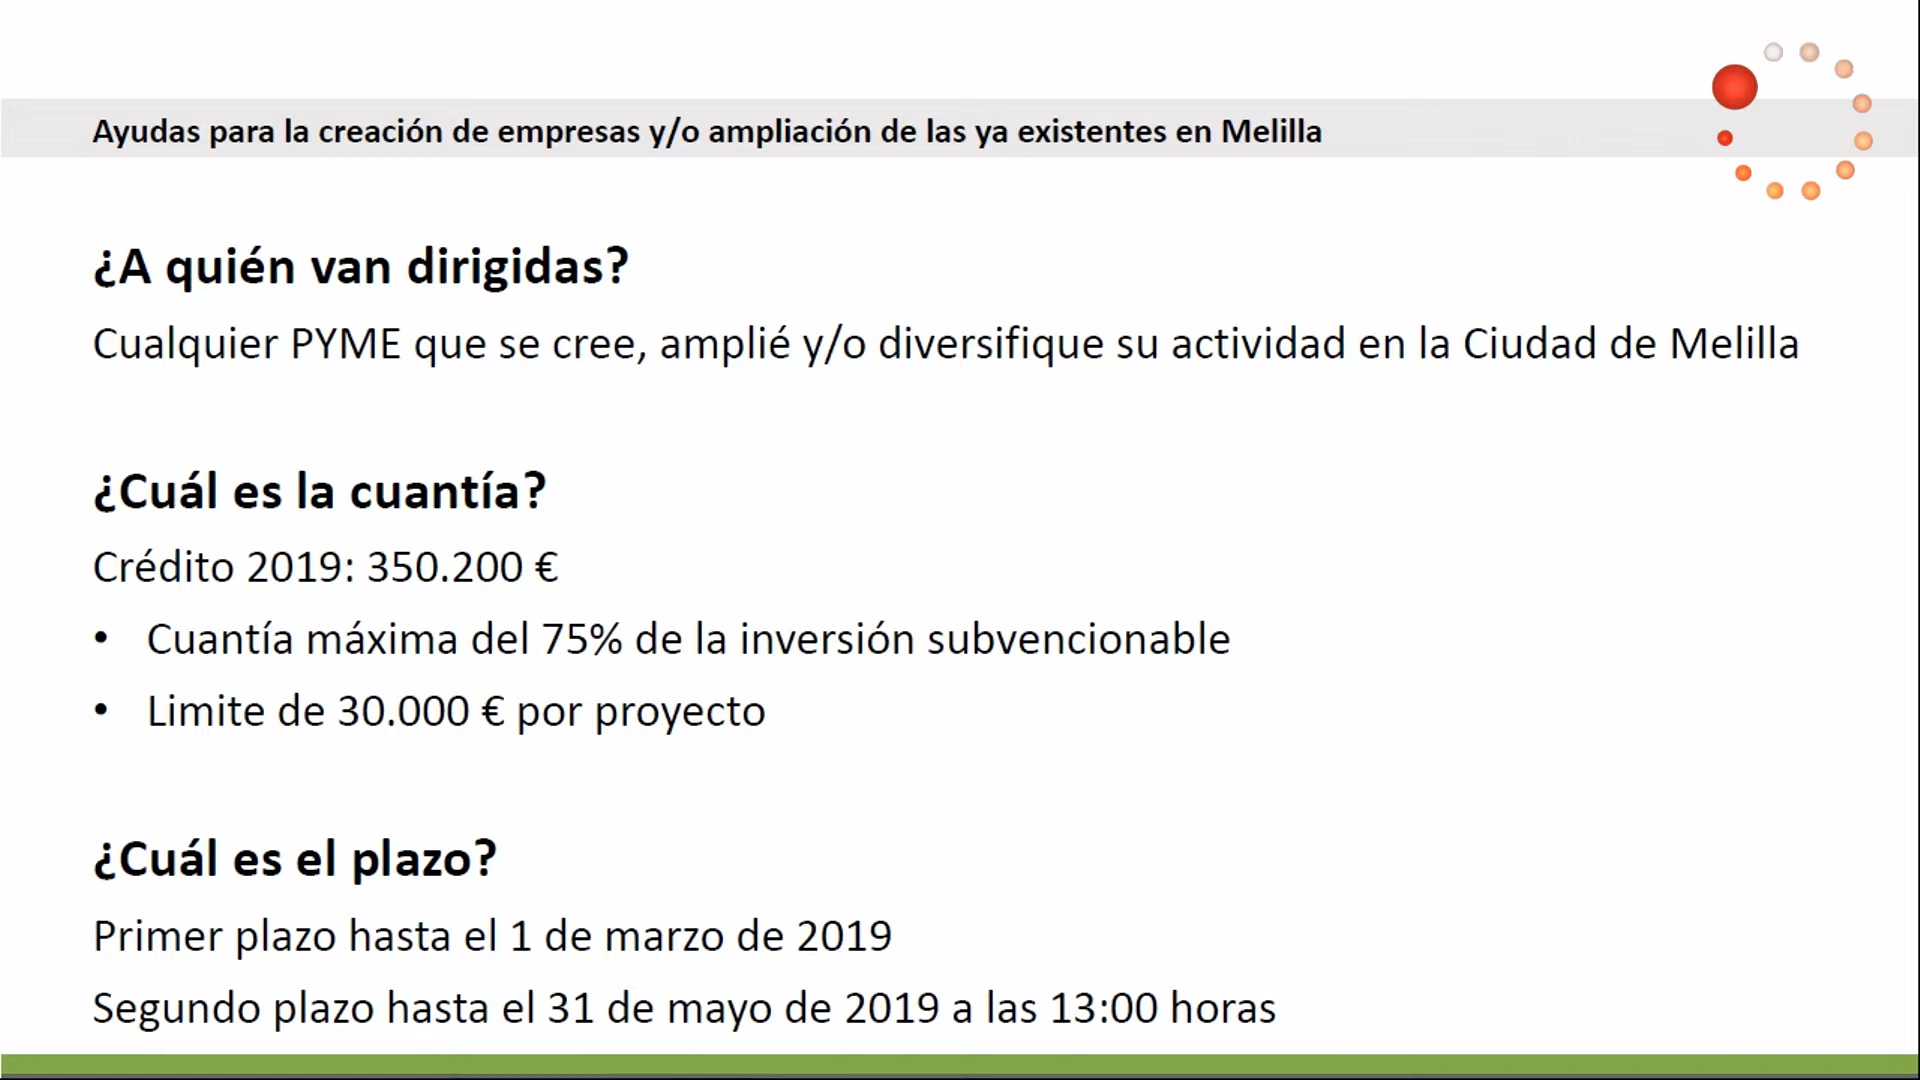 Ayudas para la creación de empresas y/o ampliación de las ya existentes en Melilla
¿A quién van dirigidas?
Cualquier PYME que se cree, amplié y/o diversifique su actividad en la Ciudad de Melilla
¿Cuál es la cuantía?
Crédito 2019: 350.200 €
• Cuantía máxima del 75% de la inversión subvencionable
• Limite de 30.000 € por proyecto
¿Cuál es el plazo?
Primer plazo hasta el 1 de marzo de 2019
Segundo plazo hasta el 31 de mayo de 2019 a las 13:00 horas